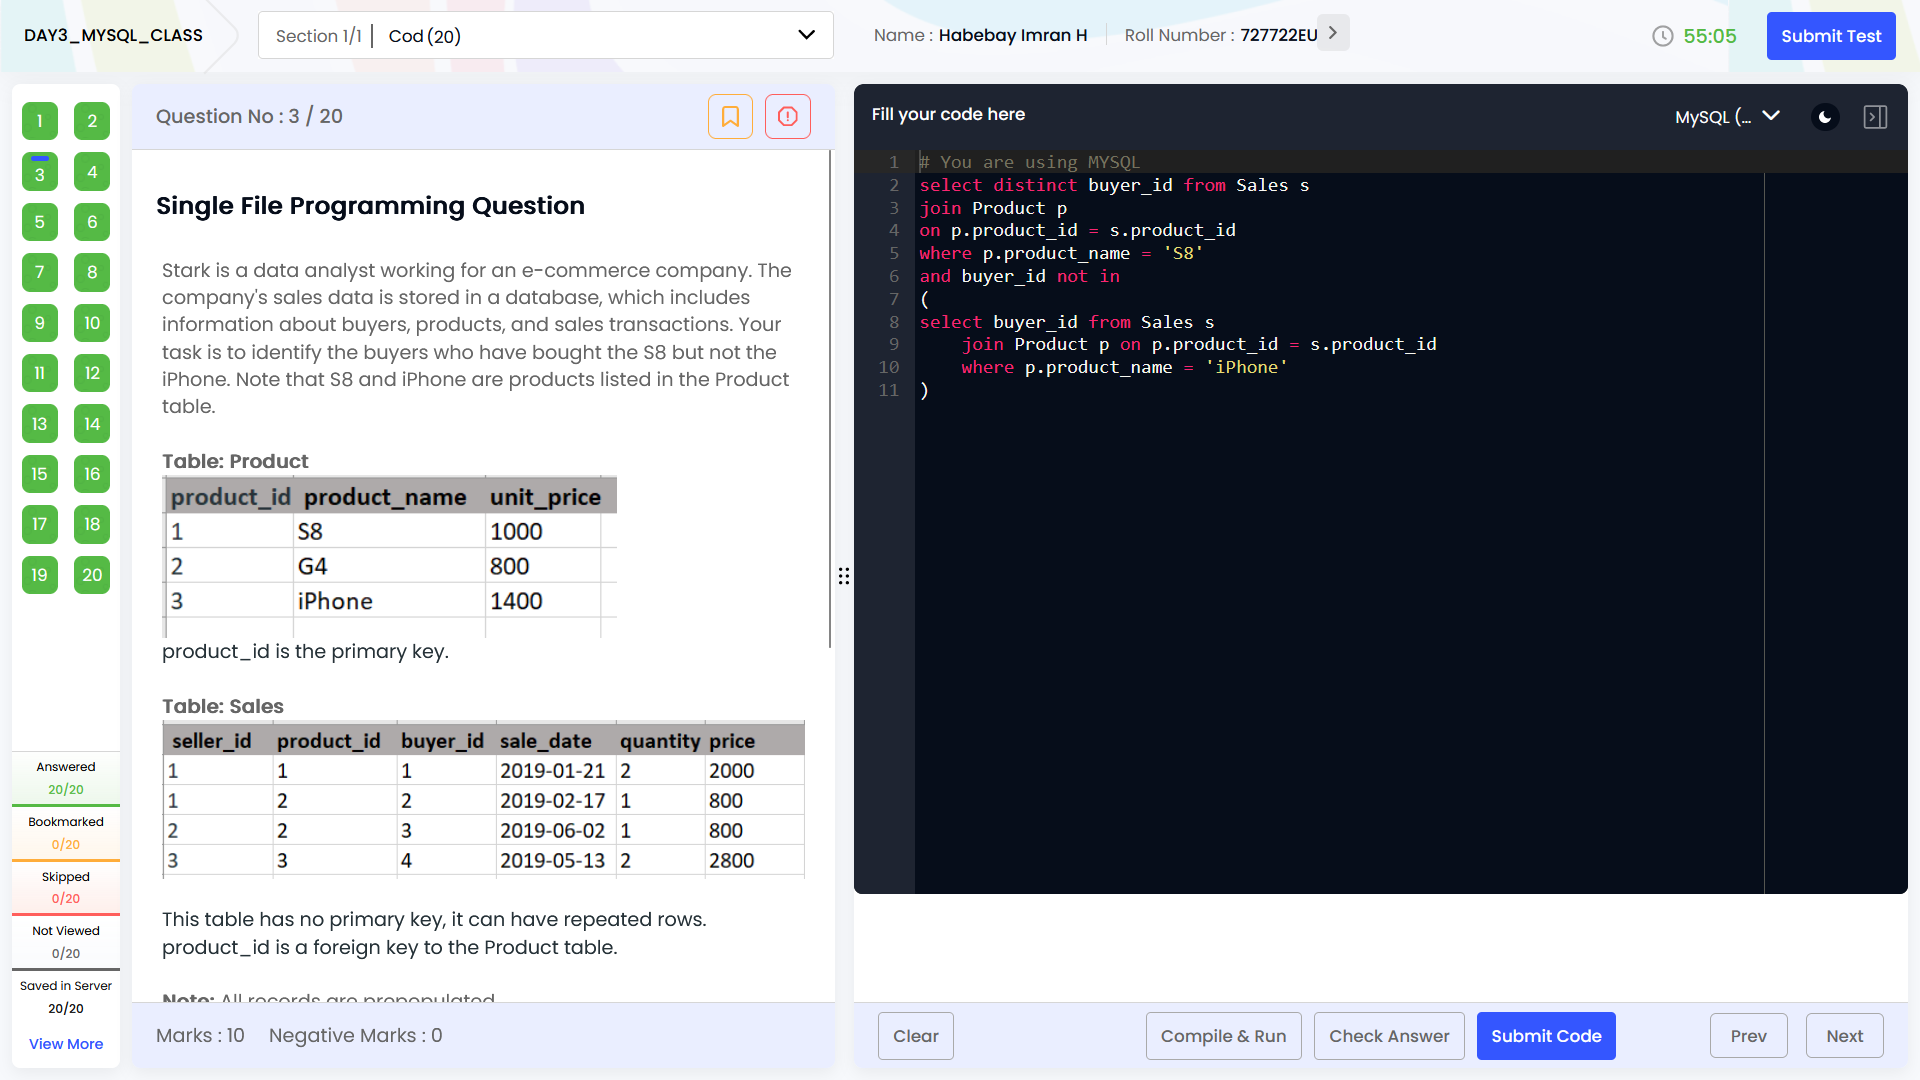 DAY3_MYSQL_CLASS
Section 1/1 | Cod (20)
Name : Habebay Imran H
Roll Number : 727722EU
55:05
Submit Test
1 2
3 4
5 6
7 8
9 10
11 12
13 14
15 16
17 18
19 20
Answered
20/20
Bookmarked
0/20
Skipped
0/20
Not Viewed
0/20
Saved in Server
20/20
View More
Question No : 3 / 20
Single File Programming Question
Stark is a data analyst working for an e-commerce company. The
company's sales data is stored in a database, which includes
information about buyers, products, and sales transactions. Your
task is to identify the buyers who have bought the S8 but not the
iPhone. Note that S8 and iPhone are products listed in the Product
table.
Table: Product
product_id product_name unit_price
1 S8 1000
2 G4 800
3 iPhone 1400
product_id is the primary key.
Table: Sales
seller_id product_id buyer_id sale_date quantity price
1 1 1 2019-01-21 2 2000
1 2 2 2019-02-17 1 800
2 2 3 2019-06-02 1 800
3 3 4 2019-05-13 2 2800
This table has no primary key, it can have repeated rows.
product_id is a foreign key to the Product table.
Note: All records are prepopulated
Marks : 10 Negative Marks : 0
Fill your code here
MySQL (...
1 # You are using MYSQL
2 select distinct buyer_id from Sales s
3 join Product p
4 on p.product_id = s.product_id
5 where p.product_name = 'S8'
6 and buyer_id not in
7 (
8 select buyer_id from Sales s
9 join Product p on p.product_id = s.product_id
10 where p.product_name = 'iPhone'
11 )
Clear
Compile & Run
Check Answer
Submit Code
Prev
Next